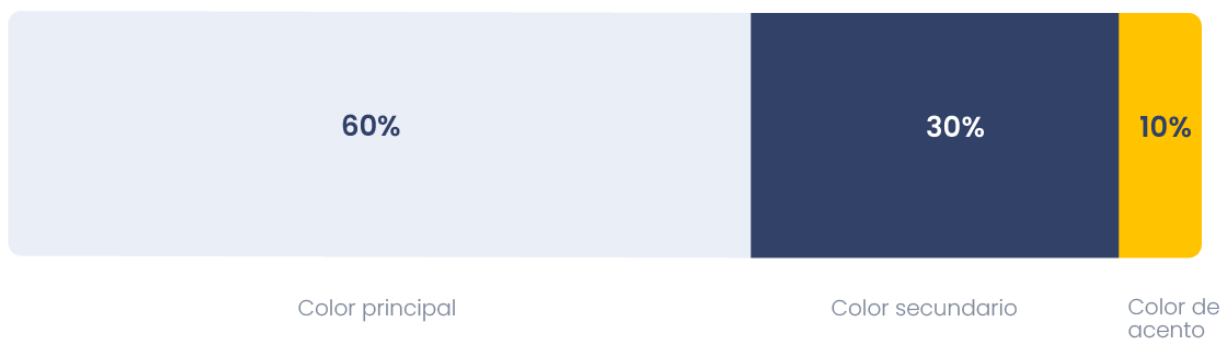 60%
30%
10%
Color principal
Color secundario
Color de
acento